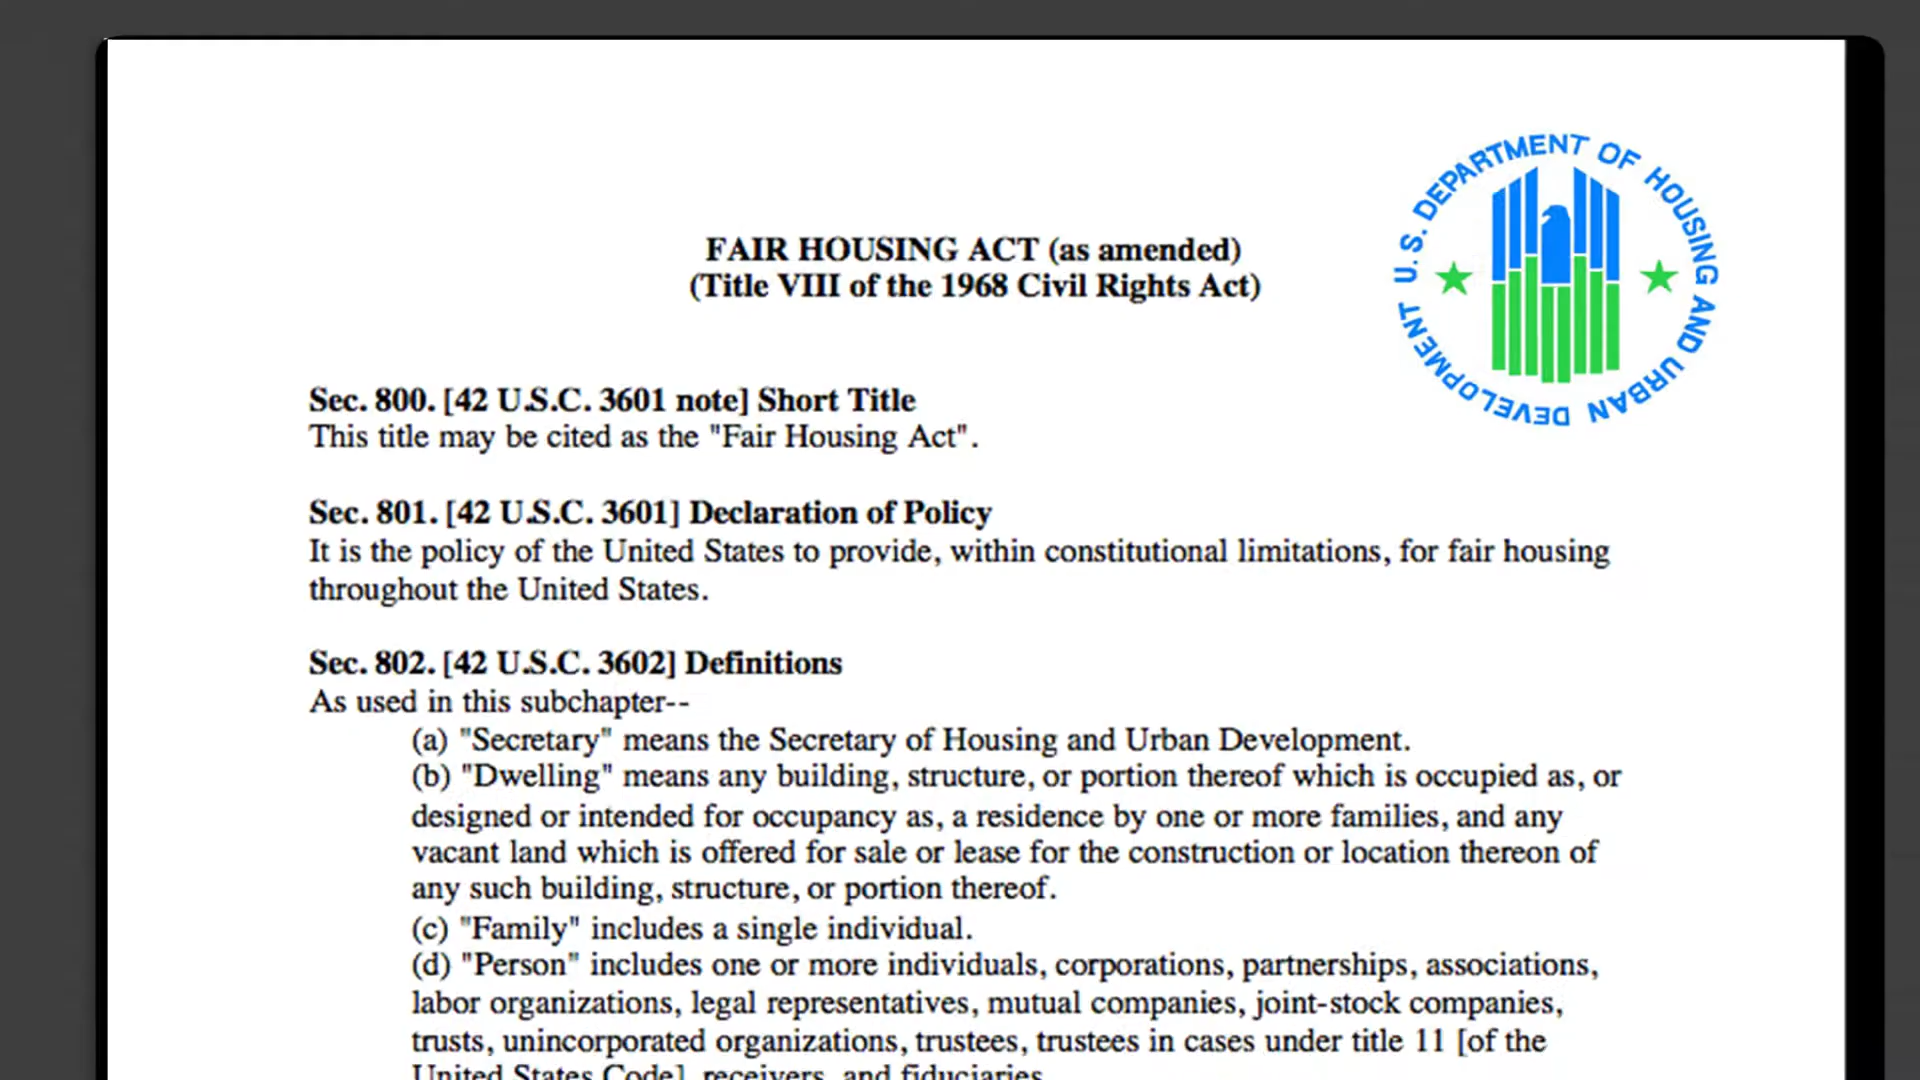 U.S. DEPARTMENT OF HOUSING AND URBAN DEVELOPMENT
FAIR HOUSING ACT (as amended)
(Title VIII of the 1968 Civil Rights Act)
Sec. 800. [42 U.S.C. 3601 note] Short Title
This title may be cited as the "Fair Housing Act".
Sec. 801. [42 U.S.C. 3601] Declaration of Policy
It is the policy of the United States to provide, within constitutional limitations, for fair housing
throughout the United States.
Sec. 802. [42 U.S.C. 3602] Definitions
As used in this subchapter--
(a) "Secretary" means the Secretary of Housing and Urban Development.
(b) "Dwelling" means any building, structure, or portion thereof which is occupied as, or
designed or intended for occupancy as, a residence by one or more families, and any
vacant land which is offered for sale or lease for the construction or location thereon of
any such building, structure, or portion thereof.
(c) "Family" includes a single individual.
(d) "Person" includes one or more individuals, corporations, partnerships, associations,
labor organizations, legal representatives, mutual companies, joint-stock companies,
trusts, unincorporated organizations, trustees, trustees in cases under title 11 [of the
United States Code], receivers, and fiduciaries.